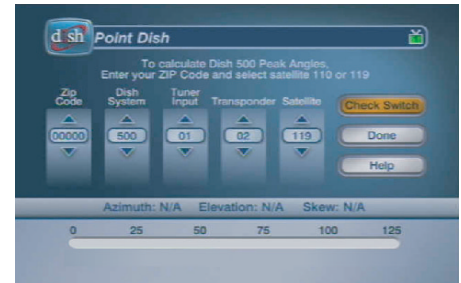 dish Point Dish
To calculate Dish 500 Peak Angles,
Enter your ZIP Code and select satellite 110 or 119
Zip Code
Dish System
Tuner Input
Transponder
Satellite
00000
500
01
02
119
Check Switch
Done
Help
Azimuth: N/A Elevation: N/A Skew: N/A
0 25 50 75 100 125